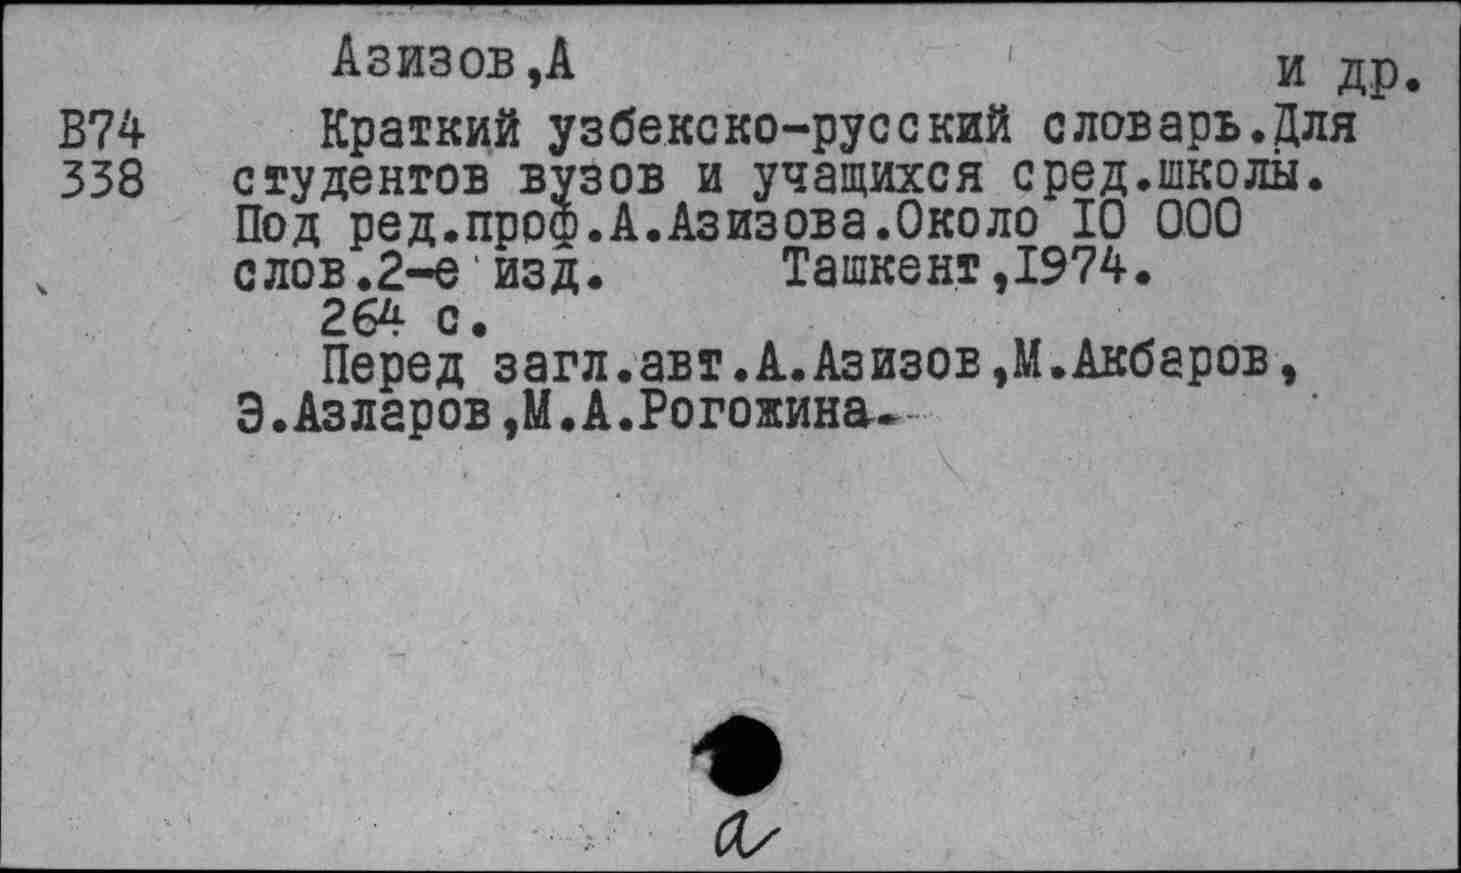 Азизов,А и др.
В74 Краткий узбекско-русский словарь.Для
338 студентов вузов и учащихся сред.школы.
Под ред.проф.А.Азизова.Около 10 000
слов.2-е изд. Ташкент,1974.
264 с.
Перед загл.авт.А.Азизов,М.Акбаров,
Э.Азларов,М.А.Рогожина.